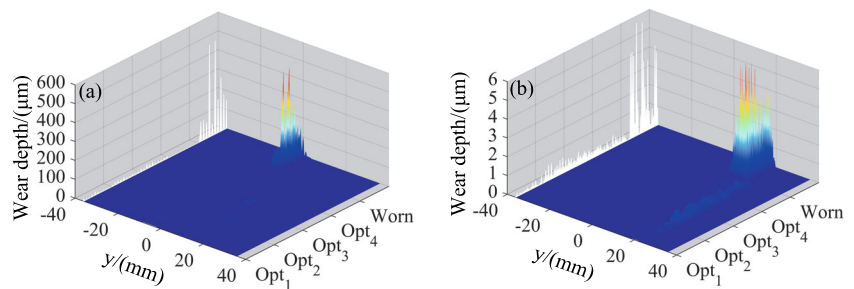 (a)
Wear depth/(μm)
600
500
400
300
200
100
0
-40
-20
0
20
40
y/(mm)
Opt1
Opt2
Opt3
Opt4
Worn
(b)
Wear depth/(μm)
6
5
4
3
2
1
0
-40
-20
0
20
40
y/(mm)
Opt1
Opt2
Opt3
Opt4
Worn